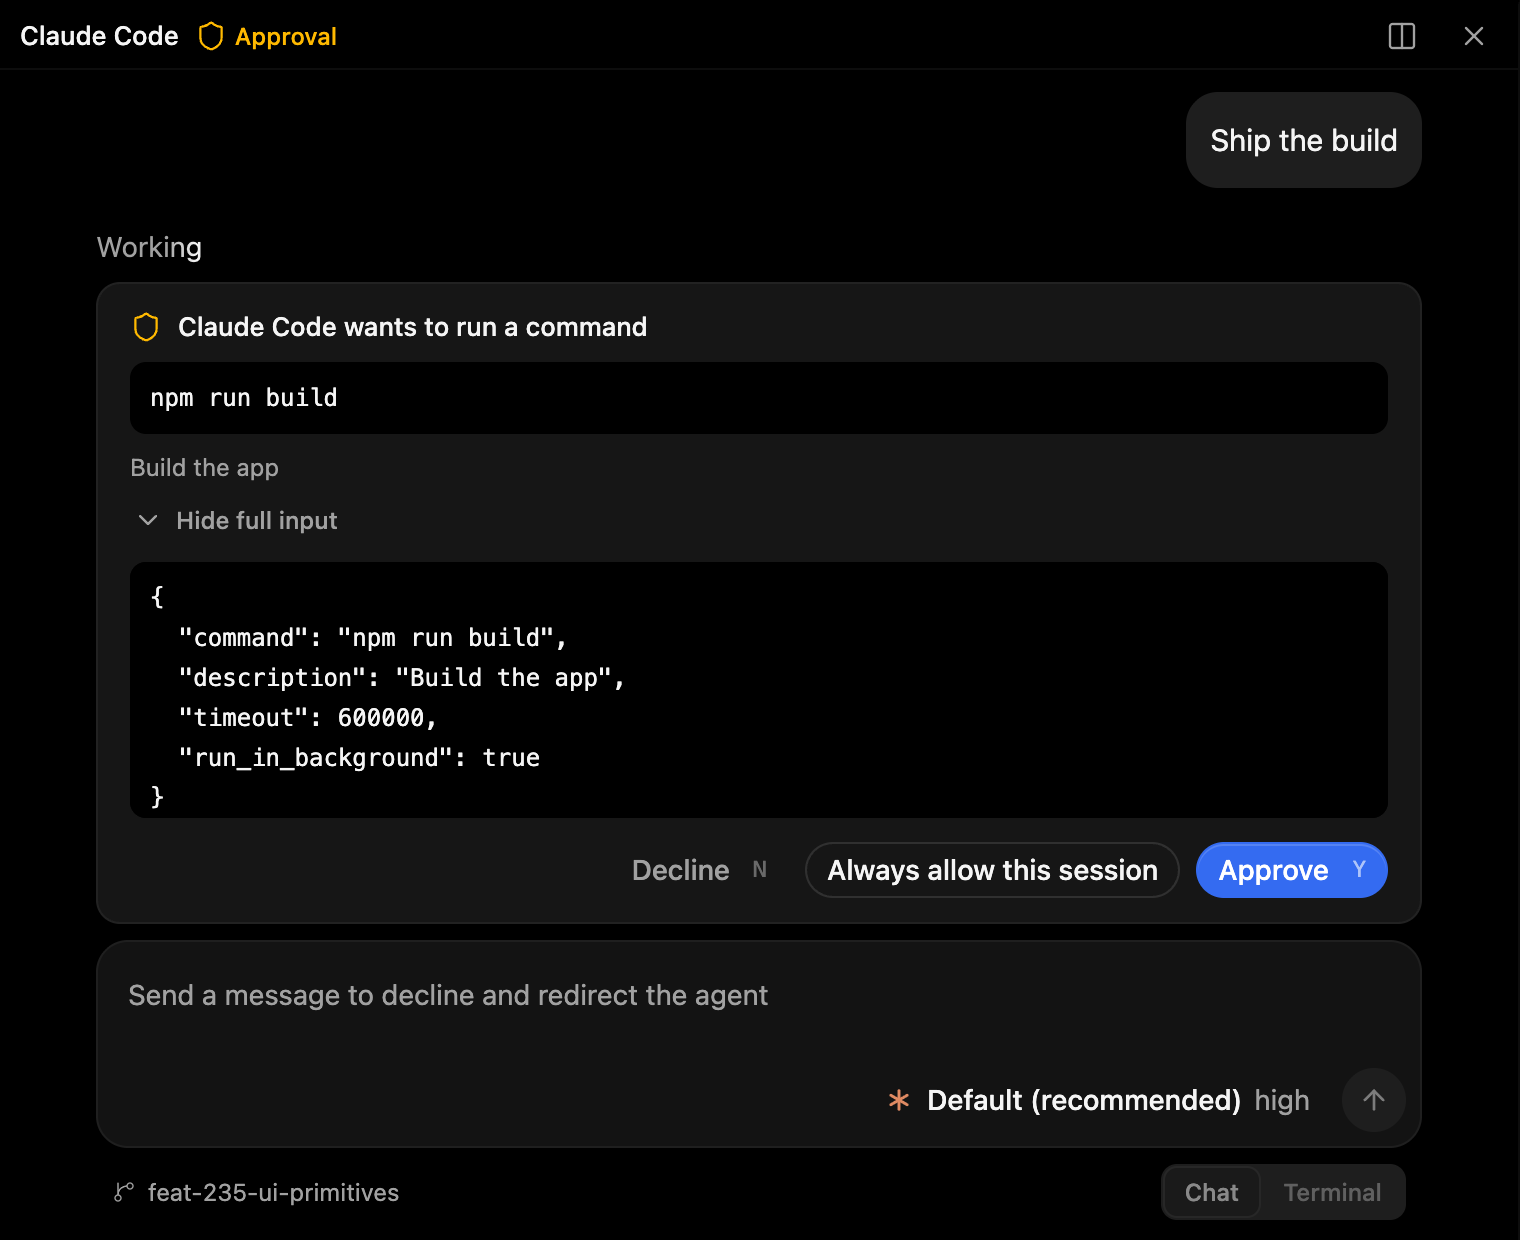 Claude Code Approval
Ship the build
Working
Claude Code wants to run a command
npm run build
Build the app
Hide full input
{
  "command": "npm run build",
  "description": "Build the app",
  "timeout": 600000,
  "run_in_background": true
}
Decline N Always allow this session Approve Y
Send a message to decline and redirect the agent
Default (recommended) high
feat-235-ui-primitives Chat Terminal